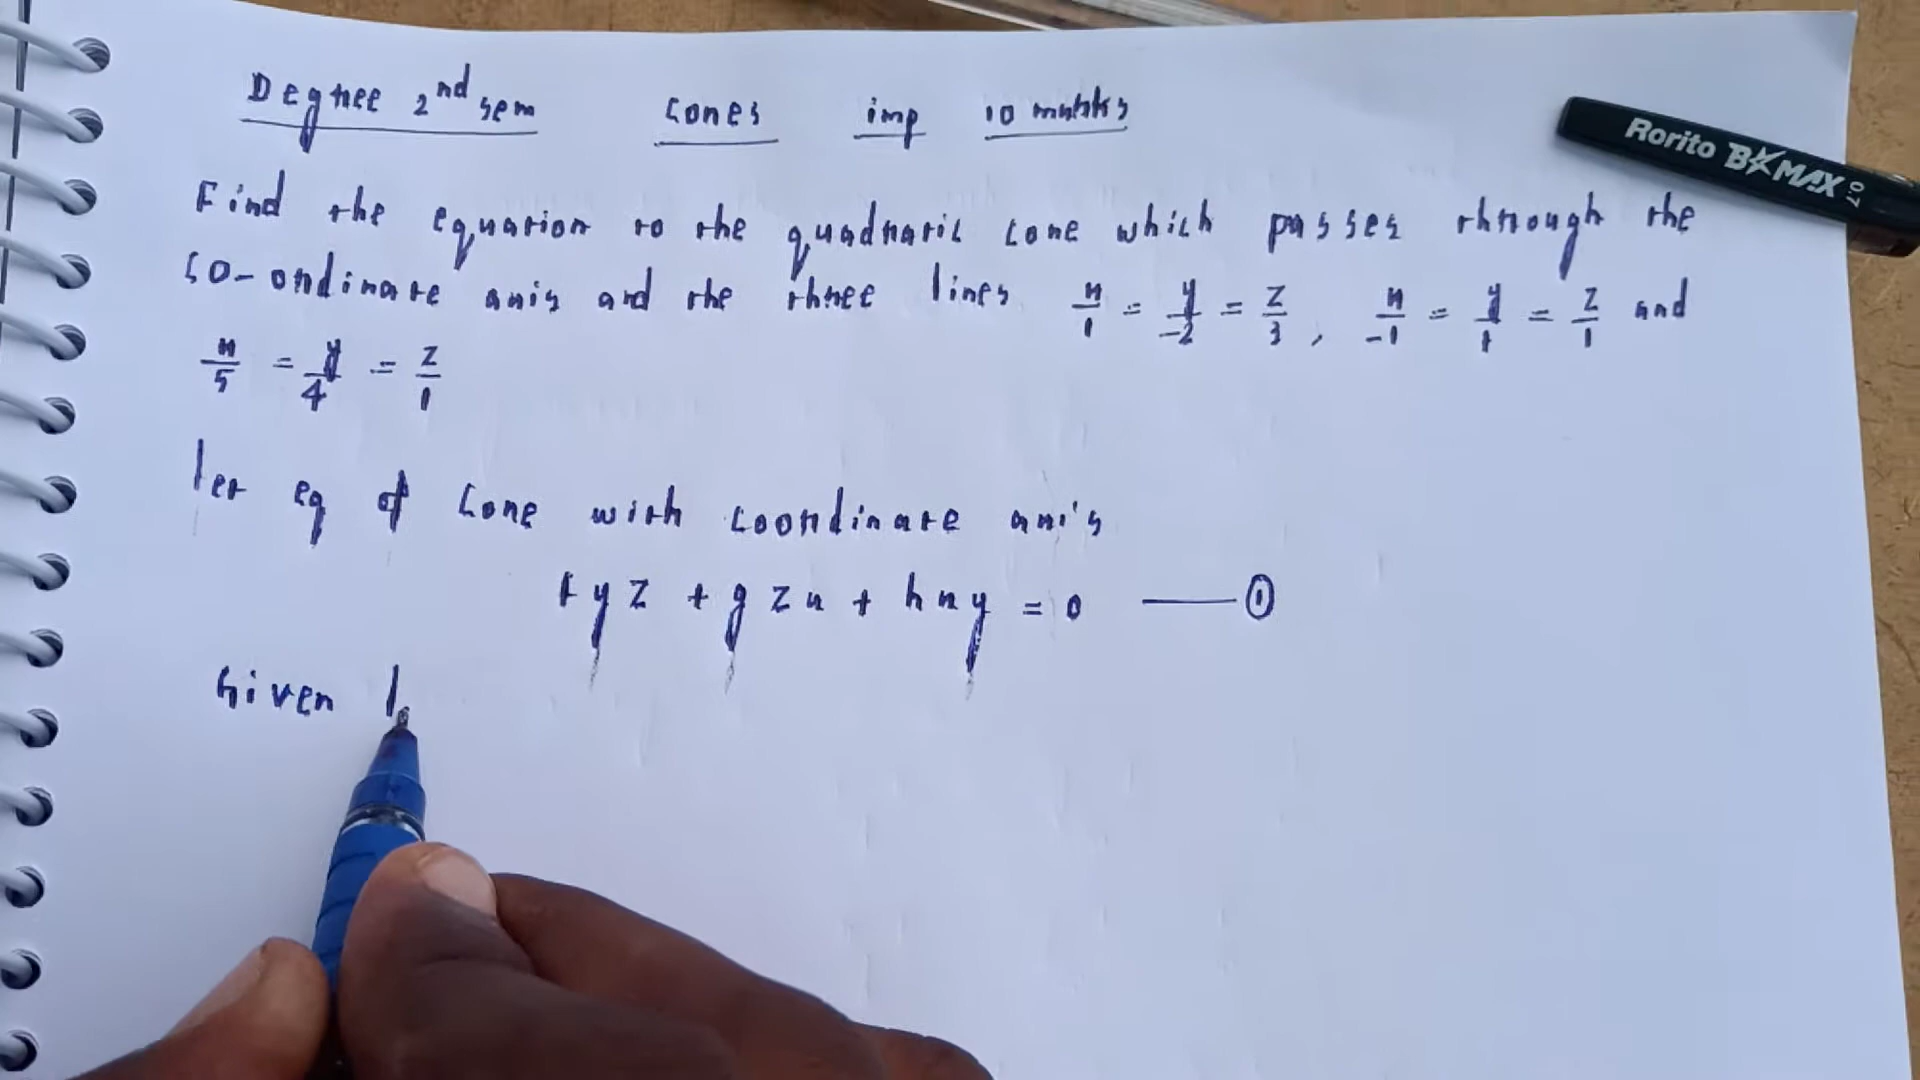 Degree 2nd sem cones imp 10 marks
Find the equation to the quadratic cone which passes through the
co-ordinate axis and the three lines x/1 = y/-2 = z/3 , x/-1 = y/1 = z/1 and
x/5 = y/4 = z/1
let eq of cone with coordinate axis
fyz + gzx + hxy = 0 —— ①
Given l
Rorito B★MAX 0.7